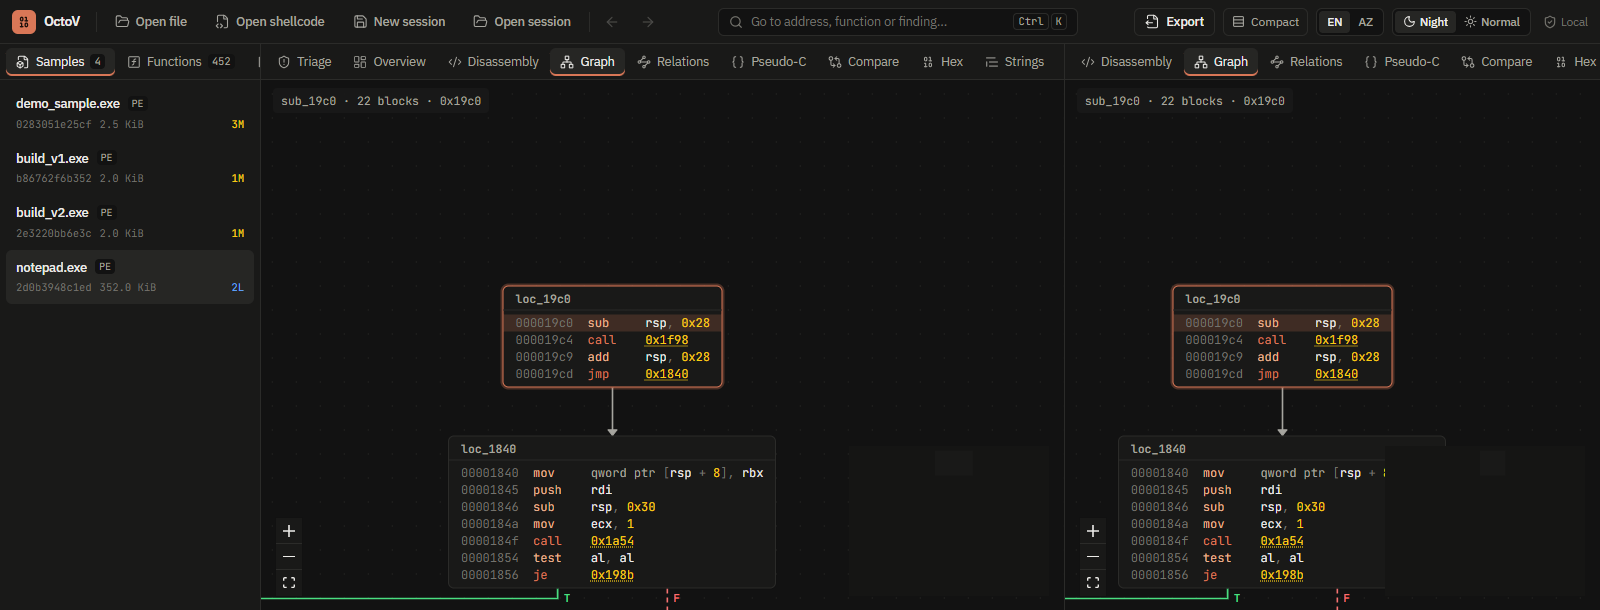 OctoV Open file Open shellcode New session Open session Go to address, function or finding... Ctrl K Export Compact EN AZ Night Normal Local
Samples 4 Functions 452
Triage Overview Disassembly Graph Relations Pseudo-C Compare Hex Strings
Disassembly Graph Relations Pseudo-C Compare Hex
demo_sample.exe PE
0283051e25cf 2.5 KiB 3M
build_v1.exe PE
b86762f6b352 2.0 KiB 1M
build_v2.exe PE
2e3220bb6e3c 2.0 KiB 1M
notepad.exe PE
2d0b3948c1ed 352.0 KiB 2L
sub_19c0 · 22 blocks · 0x19c0
loc_19c0
000019c0 sub rsp, 0x28
000019c4 call 0x1f98
000019c9 add rsp, 0x28
000019cd jmp 0x1840
loc_1840
00001840 mov qword ptr [rsp + 8], rbx
00001845 push rdi
00001846 sub rsp, 0x30
0000184a mov ecx, 1
0000184f call 0x1a54
00001854 test al, al
00001856 je 0x198b
T F
sub_19c0 · 22 blocks · 0x19c0
loc_19c0
000019c0 sub rsp, 0x28
000019c4 call 0x1f98
000019c9 add rsp, 0x28
000019cd jmp 0x1840
loc_1840
00001840 mov qword ptr [rsp +
00001845 push rdi
00001846 sub rsp, 0x30
0000184a mov ecx, 1
0000184f call 0x1a54
00001854 test al, al
00001856 je 0x198b
T F